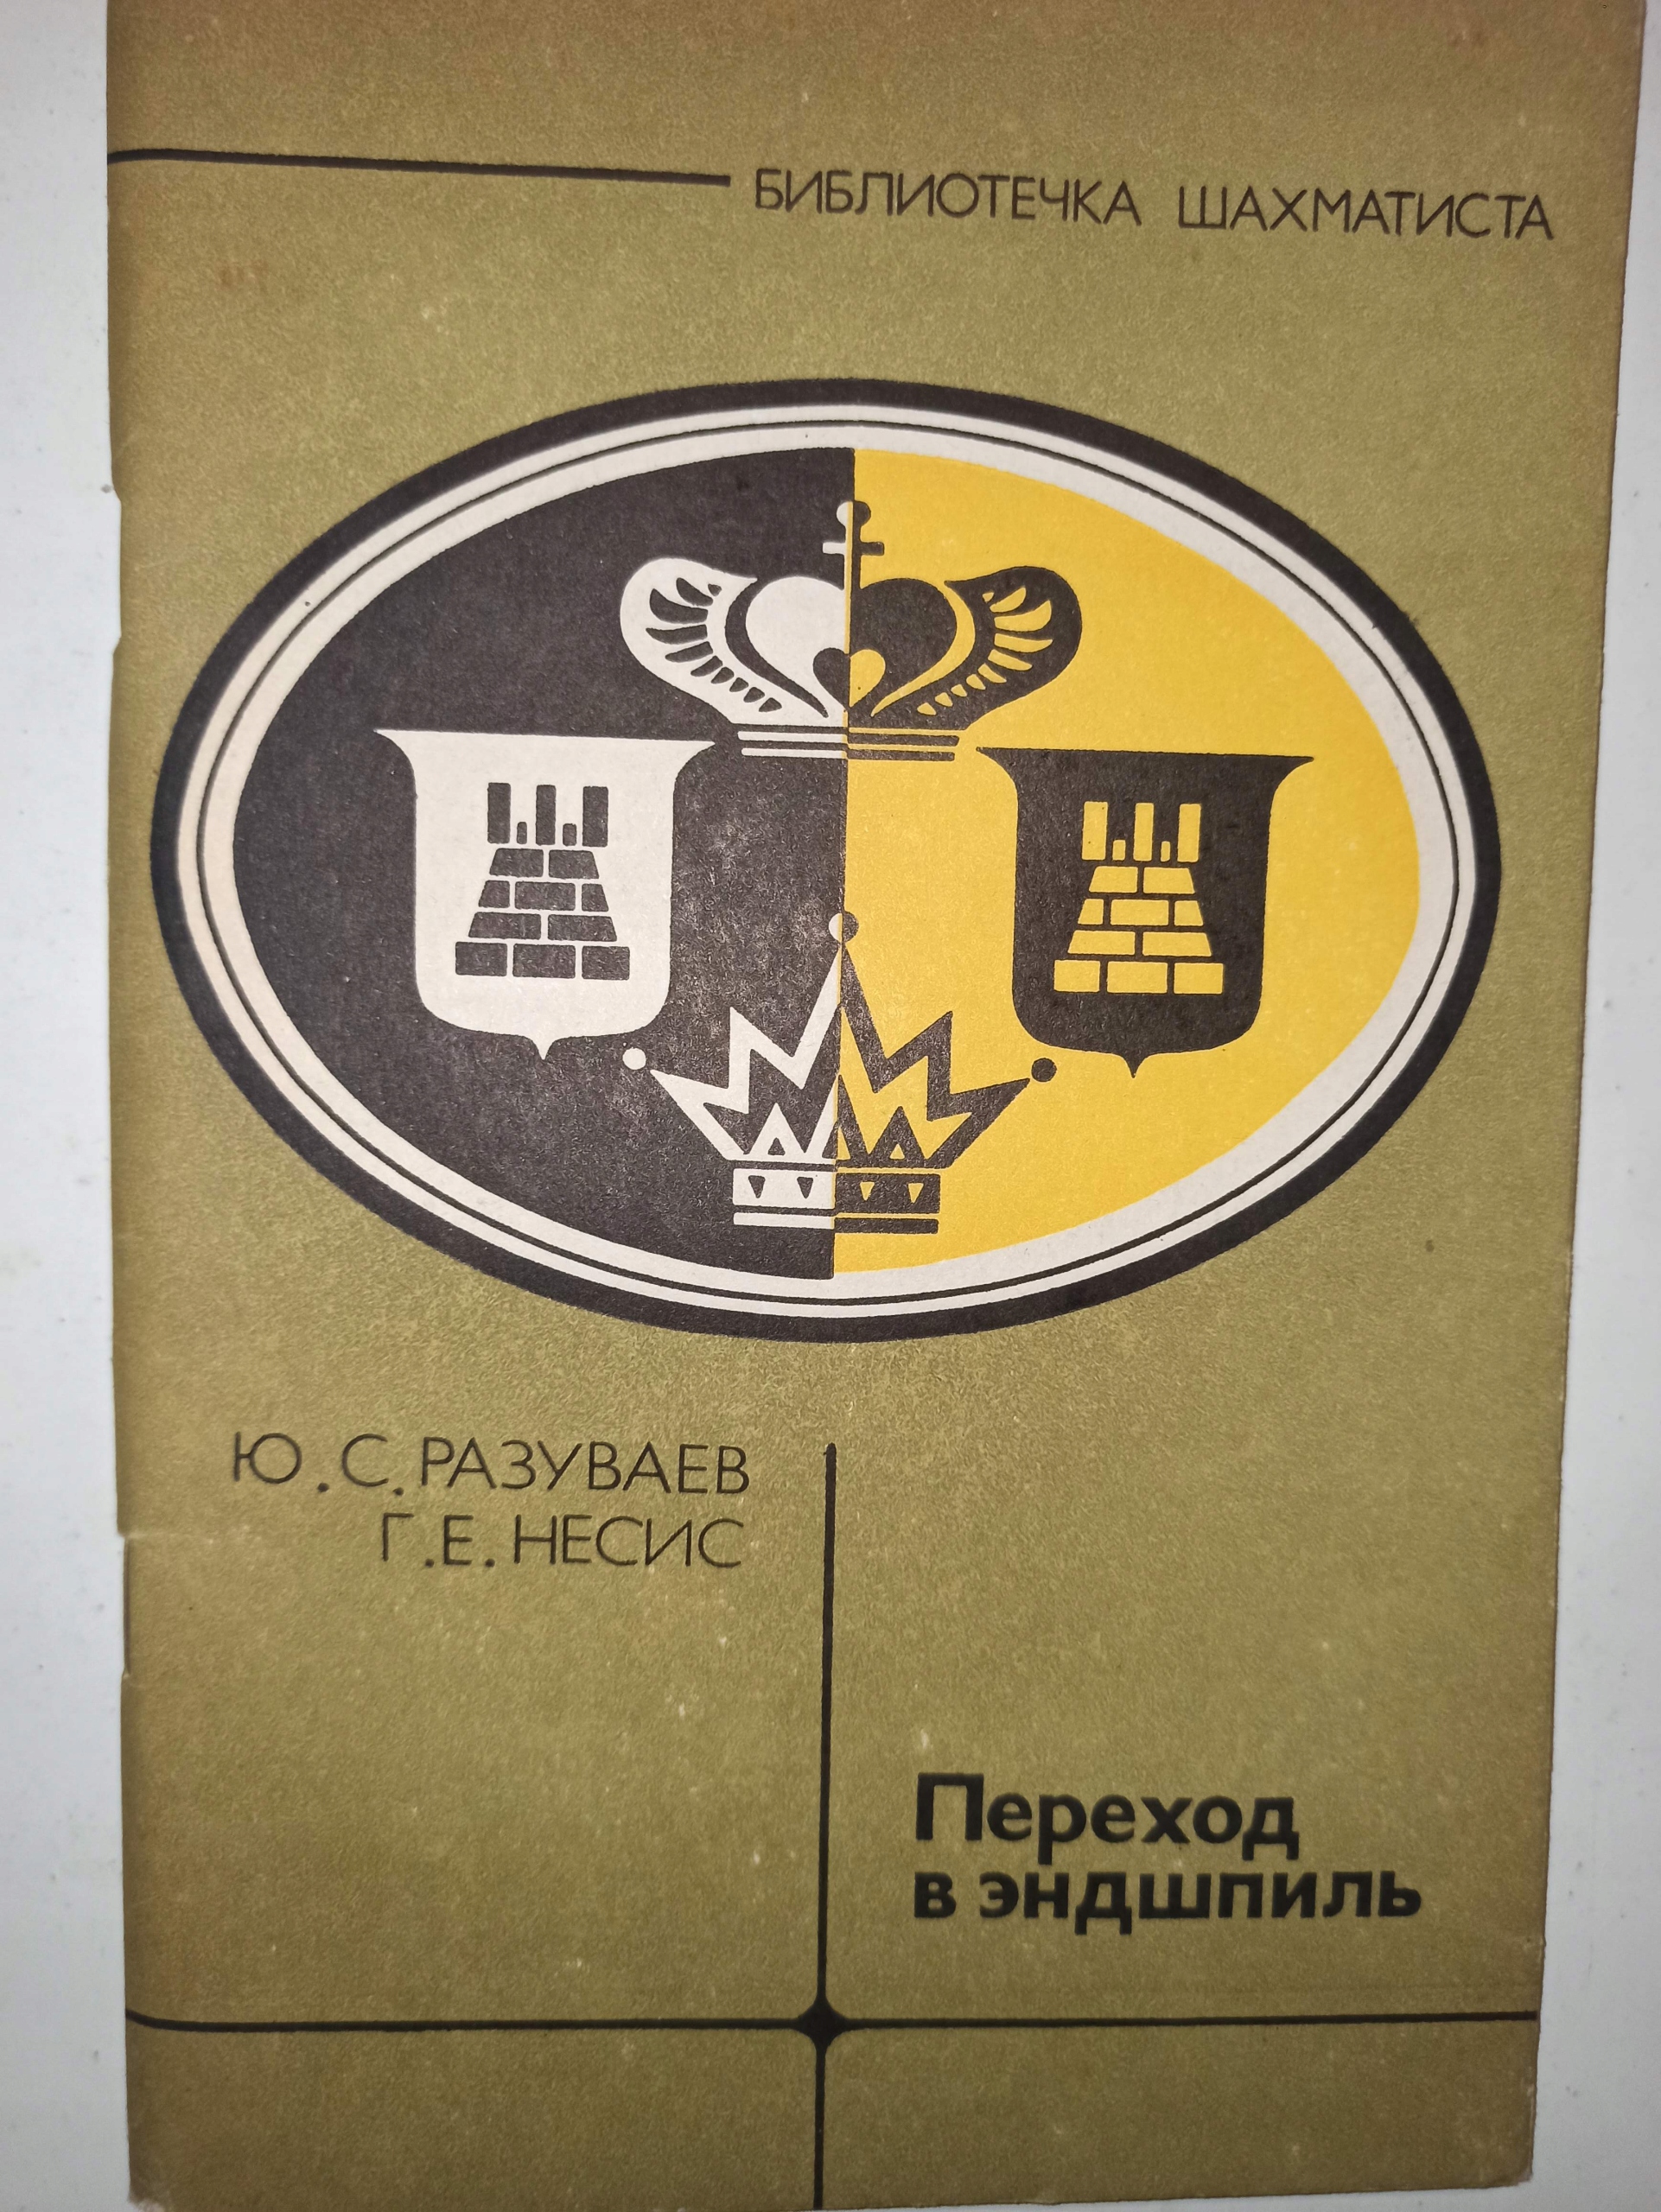 БИБЛИОТЕЧКА ШАХМАТИСТА
Ю.С.РАЗУВАЕВ
Г.Е.НЕСИС
Переход
в эндшпиль